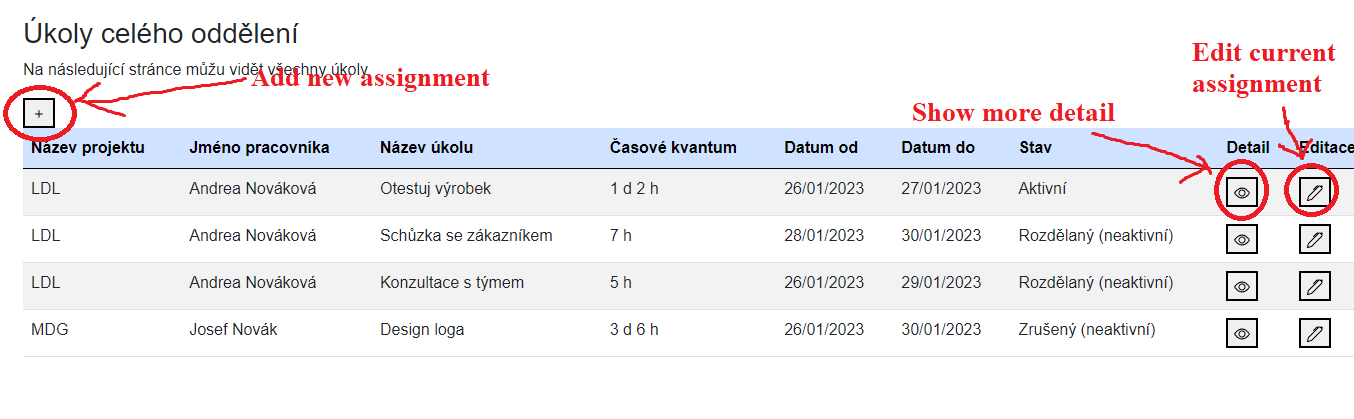 Úkoly celého oddělení
Na následující stránce můžu vidět všechny úkoly
Add new assignment
Edit current
assignment
Show more detail
+
Název projektu Jméno pracovníka Název úkolu Časové kvantum Datum od Datum do Stav Detail Editace
LDL Andrea Nováková Otestuj výrobek 1 d 2 h 26/01/2023 27/01/2023 Aktivní
LDL Andrea Nováková Schůzka se zákazníkem 7 h 28/01/2023 30/01/2023 Rozdělaný (neaktivní)
LDL Andrea Nováková Konzultace s týmem 5 h 26/01/2023 29/01/2023 Rozdělaný (neaktivní)
MDG Josef Novák Design loga 3 d 6 h 26/01/2023 30/01/2023 Zrušený (neaktivní)